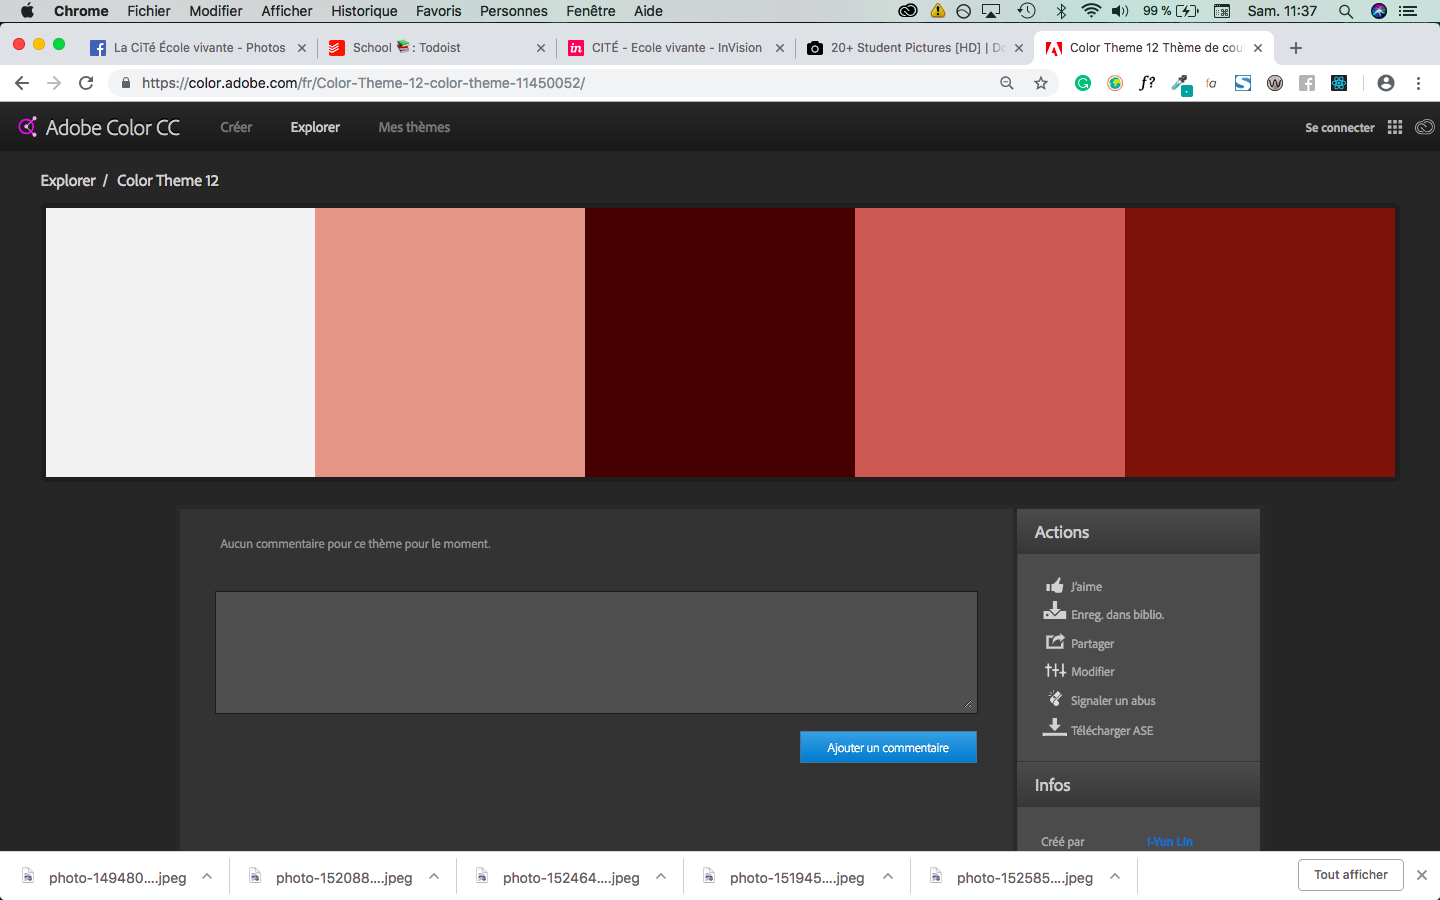 Chrome Fichier Modifier Afficher Historique Favoris Personnes Fenêtre Aide 99 % Sam. 11:37
La CiTé École vivante - Photos School : Todoist CITÉ - Ecole vivante - InVision 20+ Student Pictures [HD] | Do Color Theme 12 Thème de cou
https://color.adobe.com/fr/Color-Theme-12-color-theme-11450052/
Adobe Color CC Créer Explorer Mes thèmes Se connecter
Explorer / Color Theme 12
Aucun commentaire pour ce thème pour le moment.
Ajouter un commentaire
Actions
J'aime
Enreg. dans biblio.
Partager
Modifier
Signaler un abus
Télécharger ASE
Infos
Créé par I-Yun Lin
photo-149480....jpeg photo-152088....jpeg photo-152464....jpeg photo-151945....jpeg photo-152585....jpeg Tout afficher